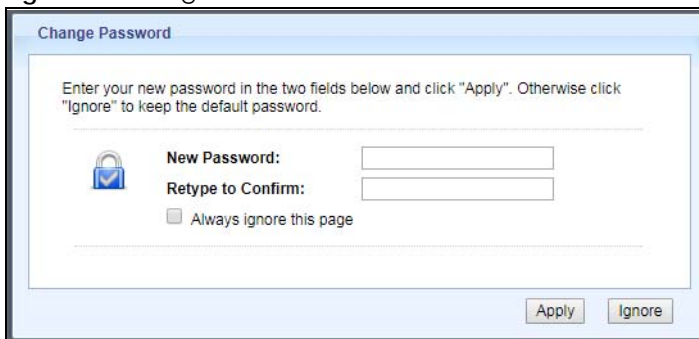 Change Password
Enter your new password in the two fields below and click "Apply". Otherwise click
"Ignore" to keep the default password.
New Password:
Retype to Confirm:
Always ignore this page
Apply Ignore